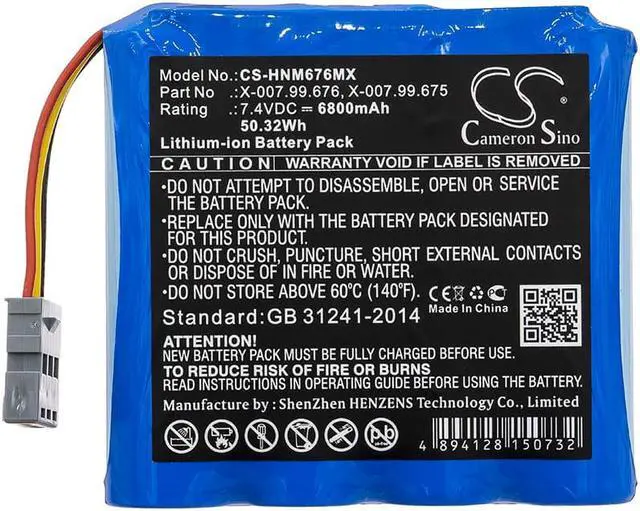 Model No.:CS-HNM676MX
Part No :X-007.99.676, X-007.99.675
Rating :7.4VDC ⎓ 6800mAh
50.32Wh
Lithium-ion Battery Pack
CS
Cameron Sino
CAUTION WARRANTY VOID IF LABEL IS REMOVED
•DO NOT ATTEMPT TO DISASSEMBLE, OPEN OR SERVICE
THE BATTERY PACK.
•REPLACE ONLY WITH THE BATTERY PACK DESIGNATED
FOR THIS PRODUCT.
•DO NOT CRUSH, PUNCTURE, SHORT EXTERNAL CONTACTS
OR DISPOSE OF IN FIRE OR WATER.
•DO NOT STORE ABOVE 60°C (140°F).
CE
Made In China
Standard:GB 31241-2014
ATTENTION!
NEW BATTERY PACK MUST BE FULLY CHARGED BEFORE USE
TO REDUCE RISK OF FIRE OR BURNS
READ INSTRUCTIONS IN OPERATING GUIDE BEFORE CHARGING
Manufacture by : ShenZhen HENZENS Technology Co., Limited
Pb
4 894128 150732